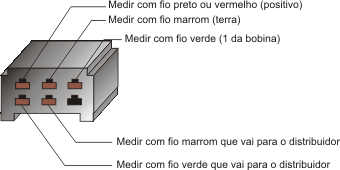 Medir com fio preto ou vermelho (positivo)
Medir com fio marrom (terra)
Medir com fio verde (1 da bobina)
Medir com fio marrom que vai para o distribuidor
Medir com fio verde que vai para o distribuidor